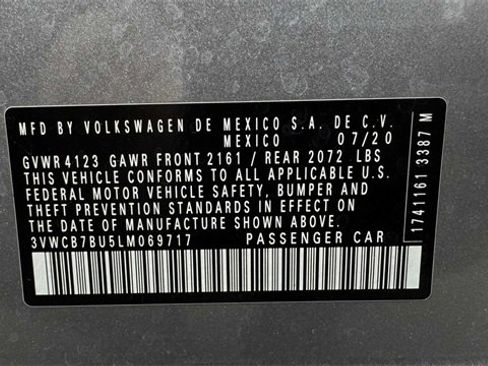 MFD BY VOLKSWAGEN DE MEXICO S.A. DE C.V.
MEXICO 07/20
GVWR 4123 GAWR FRONT 2161 / REAR 2072 LBS
THIS VEHICLE CONFORMS TO ALL APPLICABLE U.S.
FEDERAL MOTOR VEHICLE SAFETY, BUMPER AND
THEFT PREVENTION STANDARDS IN EFFECT ON
THE DATE OF MANUFACTURE SHOWN ABOVE
3VWCB7BU5LM069717 PASSENGER CAR
17411161 3387 M